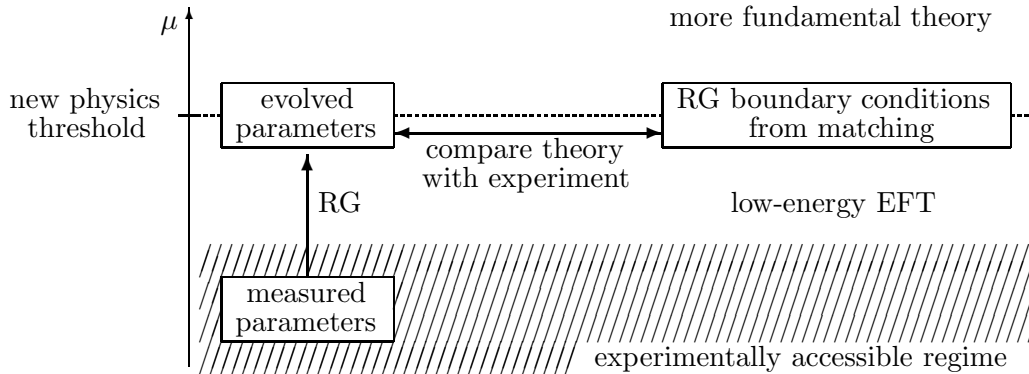 μ
more fundamental theory
new physics
threshold
evolved
parameters
RG boundary conditions
from matching
compare theory
with experiment
RG
low-energy EFT
measured
parameters
experimentally accessible regime